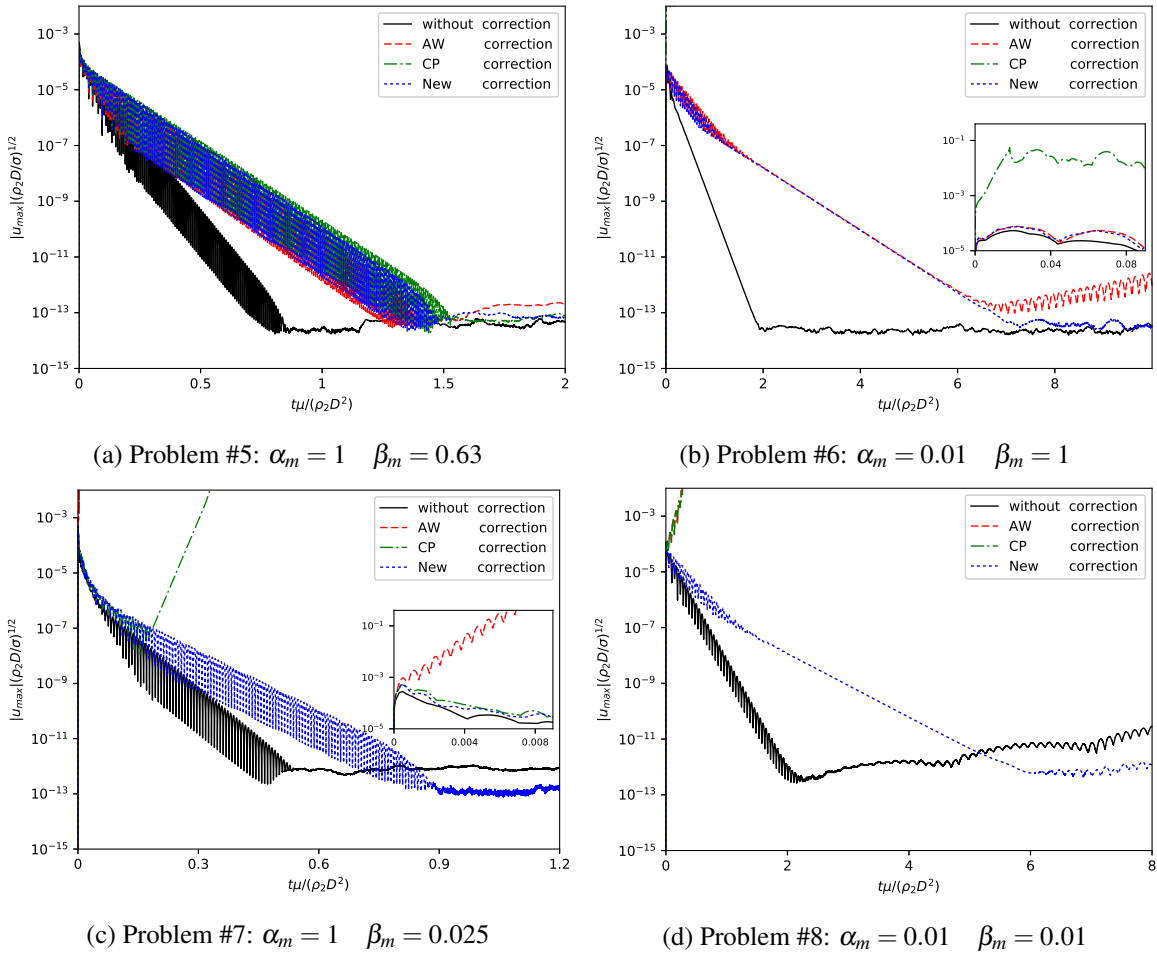 without correction
AW correction
CP correction
New correction
10⁻³
10⁻⁵
10⁻⁷
10⁻⁹
10⁻¹¹
10⁻¹³
10⁻¹⁵
|u_max|(ρ₂D/σ)^1/2
0 0.5 1 1.5 2
tμ/(ρ₂D²)
(a) Problem #5: α_m = 1 β_m = 0.63
without correction
AW correction
CP correction
New correction
10⁻³
10⁻⁵
10⁻⁷
10⁻⁹
10⁻¹¹
10⁻¹³
10⁻¹⁵
|u_max|(ρ₂D/σ)^1/2
10⁻¹
10⁻³
10⁻⁵
0 0.04 0.08
0 2 4 6 8
tμ/(ρ₂D²)
(b) Problem #6: α_m = 0.01 β_m = 1
without correction
AW correction
CP correction
New correction
10⁻³
10⁻⁵
10⁻⁷
10⁻⁹
10⁻¹¹
10⁻¹³
10⁻¹⁵
|u_max|(ρ₂D/σ)^1/2
10⁻¹
10⁻³
10⁻⁵
0 0.004 0.008
0 0.3 0.6 0.9 1.2
tμ/(ρ₂D²)
(c) Problem #7: α_m = 1 β_m = 0.025
without correction
AW correction
CP correction
New correction
10⁻³
10⁻⁵
10⁻⁷
10⁻⁹
10⁻¹¹
10⁻¹³
10⁻¹⁵
|u_max|(ρ₂D/σ)^1/2
0 2 4 6 8
tμ/(ρ₂D²)
(d) Problem #8: α_m = 0.01 β_m = 0.01